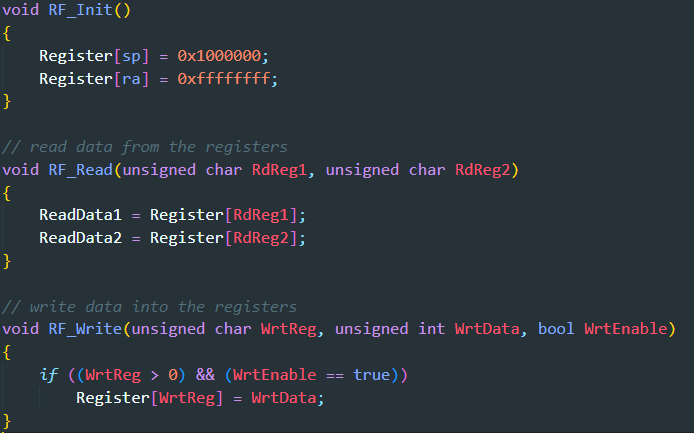 void RF_Init()
{
    Register[sp] = 0x1000000;
    Register[ra] = 0xffffffff;
}

// read data from the registers
void RF_Read(unsigned char RdReg1, unsigned char RdReg2)
{
    ReadData1 = Register[RdReg1];
    ReadData2 = Register[RdReg2];
}

// write data into the registers
void RF_Write(unsigned char WrtReg, unsigned int WrtData, bool WrtEnable)
{
    if ((WrtReg > 0) && (WrtEnable == true))
        Register[WrtReg] = WrtData;
}